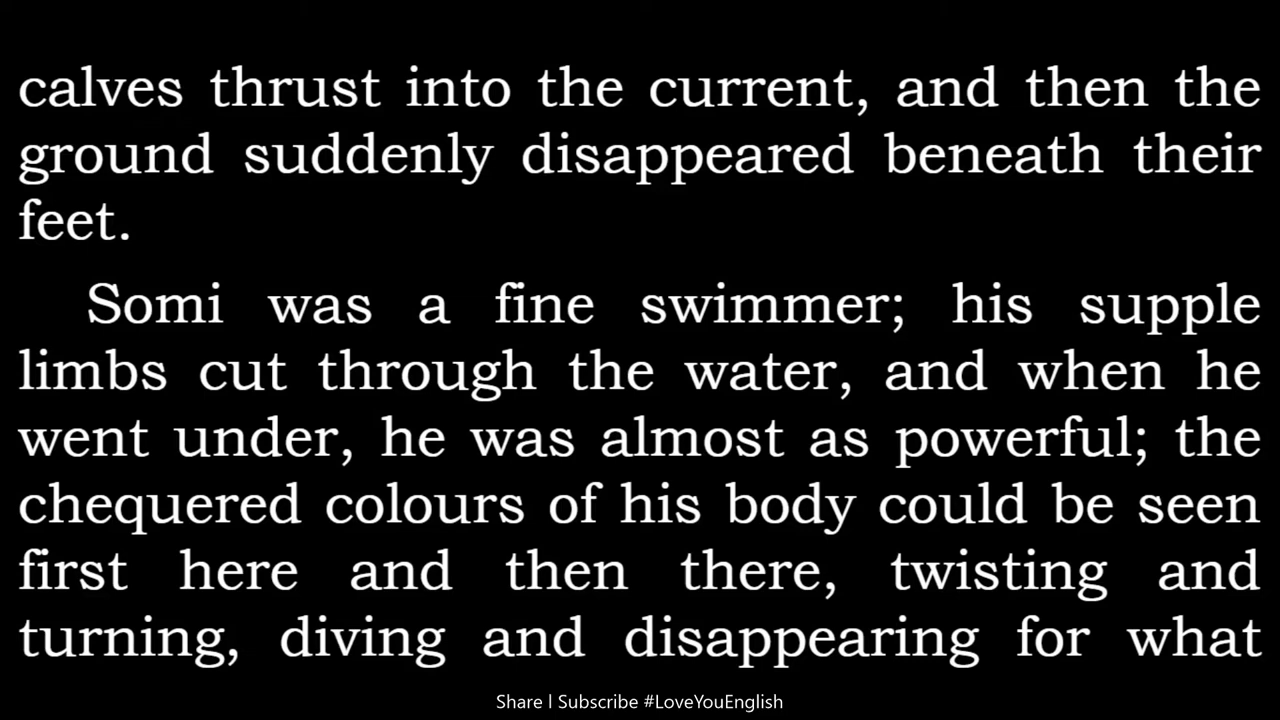 calves thrust into the current, and then the
ground suddenly disappeared beneath their
feet.
Somi was a fine swimmer; his supple
limbs cut through the water, and when he
went under, he was almost as powerful; the
chequered colours of his body could be seen
first here and then there, twisting and
turning, diving and disappearing for what
Share | Subscribe #LoveYouEnglish